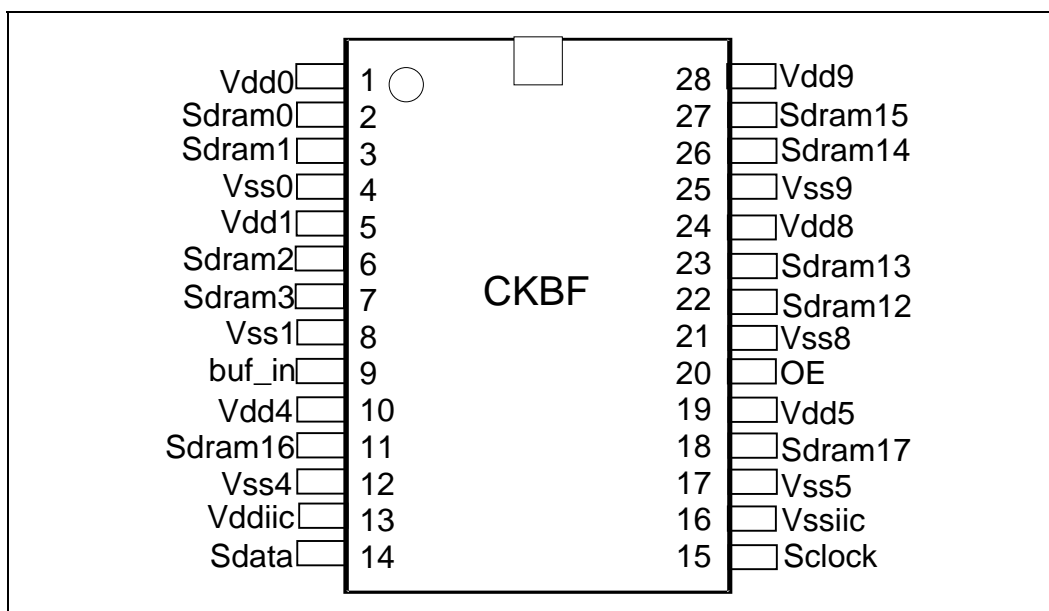 Vdd0 1 28 Vdd9
Sdram0 2 27 Sdram15
Sdram1 3 26 Sdram14
Vss0 4 25 Vss9
Vdd1 5 24 Vdd8
Sdram2 6 23 Sdram13
Sdram3 7 CKBF 22 Sdram12
Vss1 8 21 Vss8
buf_in 9 20 OE
Vdd4 10 19 Vdd5
Sdram16 11 18 Sdram17
Vss4 12 17 Vss5
Vddiic 13 16 Vssiic
Sdata 14 15 Sclock